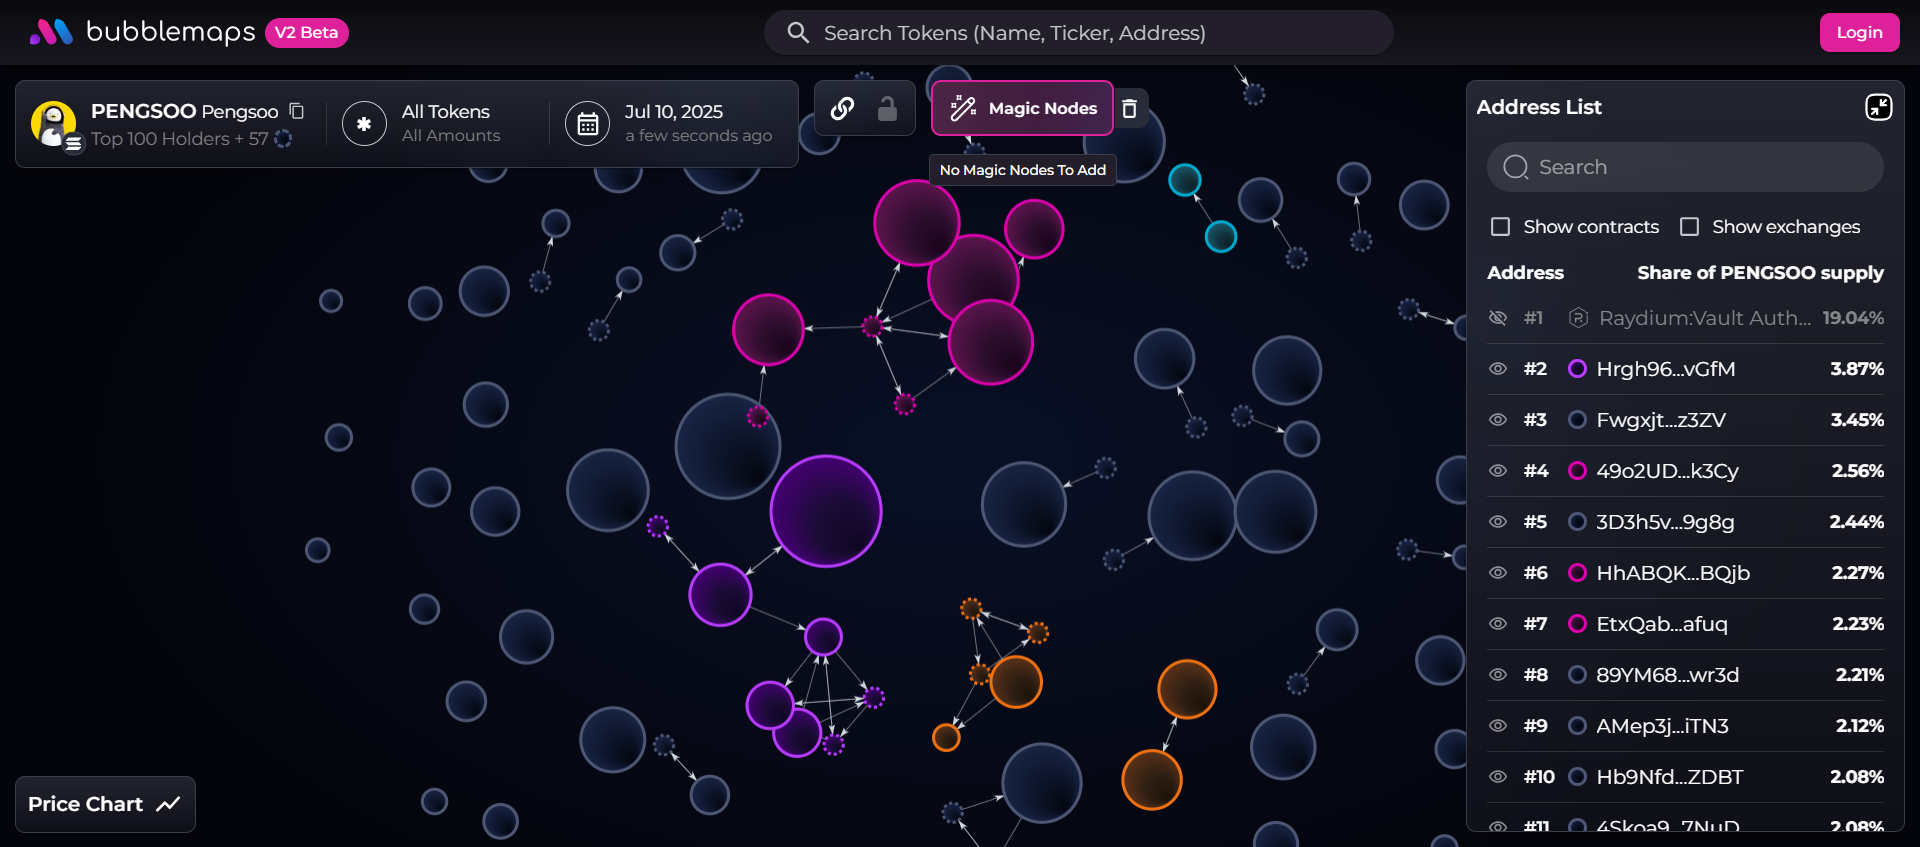 bubblemaps V2 Beta
Search Tokens (Name, Ticker, Address)
Login
PENGSOO Pengsoo
Top 100 Holders + 57
All Tokens
All Amounts
Jul 10, 2025
a few seconds ago
Magic Nodes
No Magic Nodes To Add
Address List
Search
Show contracts
Show exchanges
Address Share of PENGSOO supply
#1 Raydium:Vault Auth... 19.04%
#2 Hrgh96...vGfM 3.87%
#3 Fwgxjt...z3ZV 3.45%
#4 49o2UD...k3Cy 2.56%
#5 3D3h5v...9g8g 2.44%
#6 HhABQK...BQjb 2.27%
#7 EtxQab...afuq 2.23%
#8 89YM68...wr3d 2.21%
#9 AMep3j...iTN3 2.12%
#10 Hb9Nfd...ZDBT 2.08%
#11 4Skoa9...7NuD 2.08%
Price Chart